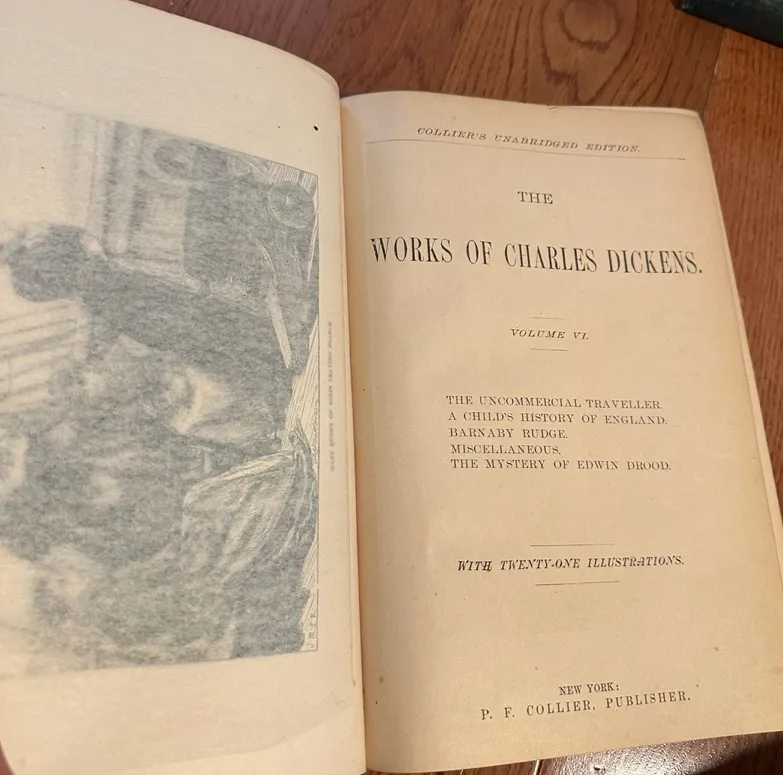 COLLIER'S UNABRIDGED EDITION.
THE
WORKS OF CHARLES DICKENS.
VOLUME VI.
THE UNCOMMERCIAL TRAVELLER.
A CHILD'S HISTORY OF ENGLAND.
BARNABY RUDGE.
MISCELLANEOUS.
THE MYSTERY OF EDWIN DROOD.
WITH TWENTY-ONE ILLUSTRATIONS.
NEW YORK:
P. F. COLLIER, PUBLISHER.